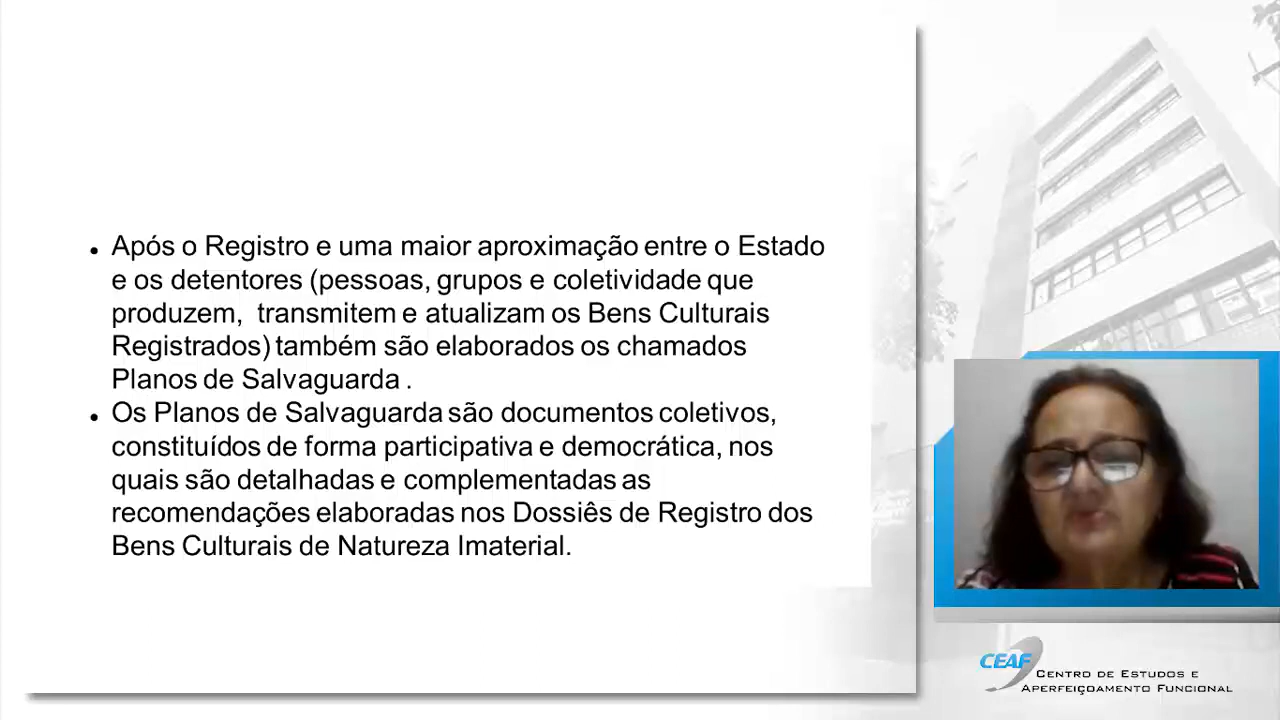 • Após o Registro e uma maior aproximação entre o Estado
e os detentores (pessoas, grupos e coletividade que
produzem, transmitem e atualizam os Bens Culturais
Registrados) também são elaborados os chamados
Planos de Salvaguarda .
• Os Planos de Salvaguarda são documentos coletivos,
constituídos de forma participativa e democrática, nos
quais são detalhadas e complementadas as
recomendações elaboradas nos Dossiês de Registro dos
Bens Culturais de Natureza Imaterial.
CEAF
Centro de Estudos e
Aperfeiçoamento Funcional